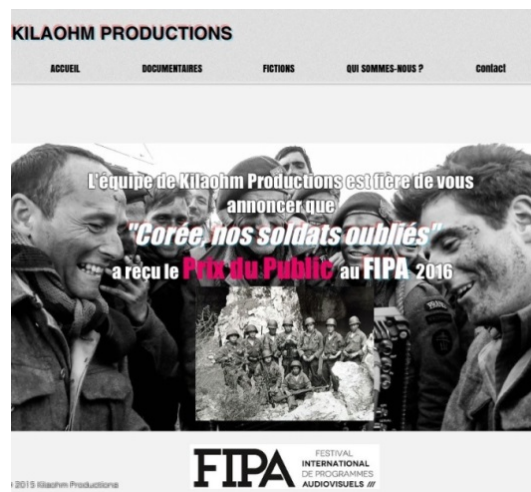 KILAOHM PRODUCTIONS
ACCUEIL DOCUMENTAIRES FICTIONS QUI SOMMES-NOUS ? Contact
L'équipe de Kilaohm Productions est fière de vous
annoncer que
"Corée, nos soldats oubliés"
a reçu le Prix du Public au FIPA 2016
FIPA
FESTIVAL
INTERNATIONAL
DE PROGRAMMES
AUDIOVISUELS ///
© 2015 Kilaohm Productions